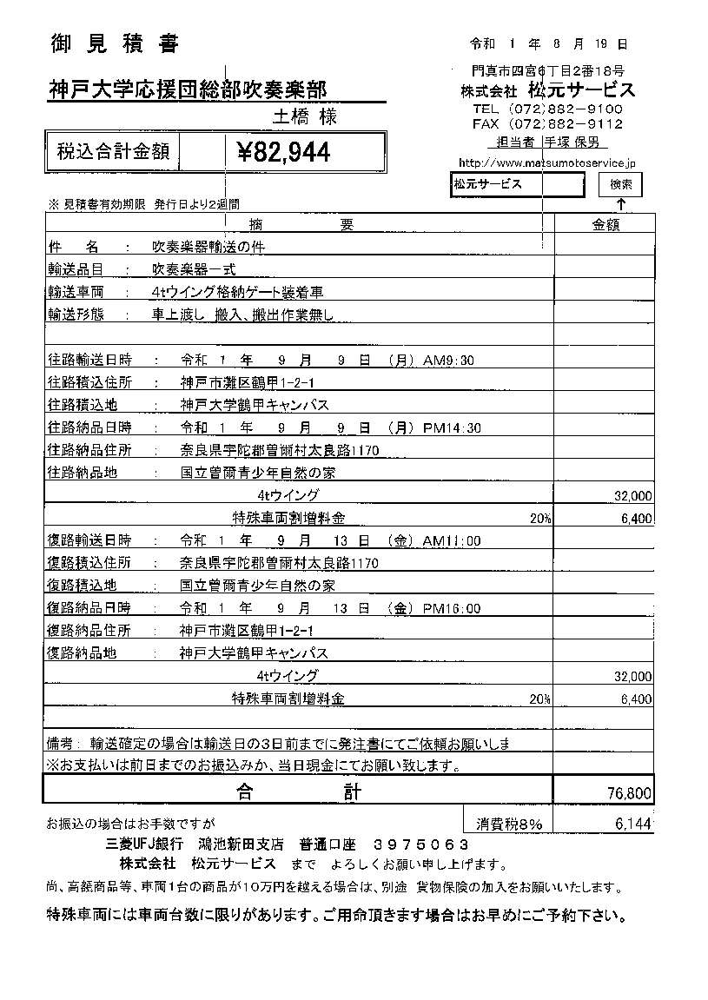 御見積書
令和 1 年 8 月 19 日
門真市四宮6丁目2番18号
神戸大学応援団総部吹奏楽部
株式会社 松元サービス
土橋 様
TEL (072)882-9100
FAX (072)882-9112
税込合計金額 ¥82,944
担当者 手塚 保男
http://www.matsumotoservice.jp
松元サービス 検索
※ 見積書有効期限 発行日より2週間
↑
摘 要 金額
件 名 : 吹奏楽器輸送の件
輸送品目 : 吹奏楽器一式
輸送車両 : 4tウイング格納ゲート装着車
輸送形態 : 車上渡し 搬入、搬出作業無し
往路輸送日時 : 令和 1 年 9 月 9 日 (月) AM9:30
往路積込住所 : 神戸市灘区鶴甲1-2-1
往路積込地 : 神戸大学鶴甲キャンパス
往路納品日時 : 令和 1 年 9 月 9 日 (月) PM14:30
往路納品住所 : 奈良県宇陀郡曽爾村太良路1170
往路納品地 : 国立曽爾青少年自然の家
4tウイング 32,000
特殊車両割増料金 20% 6,400
復路輸送日時 : 令和 1 年 9 月 13 日 (金) AM11:00
復路積込住所 : 奈良県宇陀郡曽爾村太良路1170
復路積込地 : 国立曽爾青少年自然の家
復路納品日時 : 令和 1 年 9 月 13 日 (金) PM16:00
復路納品住所 : 神戸市灘区鶴甲1-2-1
復路納品地 : 神戸大学鶴甲キャンパス
4tウイング 32,000
特殊車両割増料金 20% 6,400
備考: 輸送確定の場合は輸送日の3日前までに発注書にてご依頼お願いしま
※お支払いは前日までのお振込みか、当日現金にてお願い致します。
合 計 76,800
お振込の場合はお手数ですが 消費税8% 6,144
三菱UFJ銀行 鴻池新田支店 普通口座 3975063
株式会社 松元サービス まで よろしくお願い申し上げます。
尚、高額商品等、車両1台の商品が10万円を越える場合は、別途 貨物保険の加入をお願いいたします。
特殊車両には車両台数に限りがあります。ご用命頂きます場合はお早めにご予約下さい。